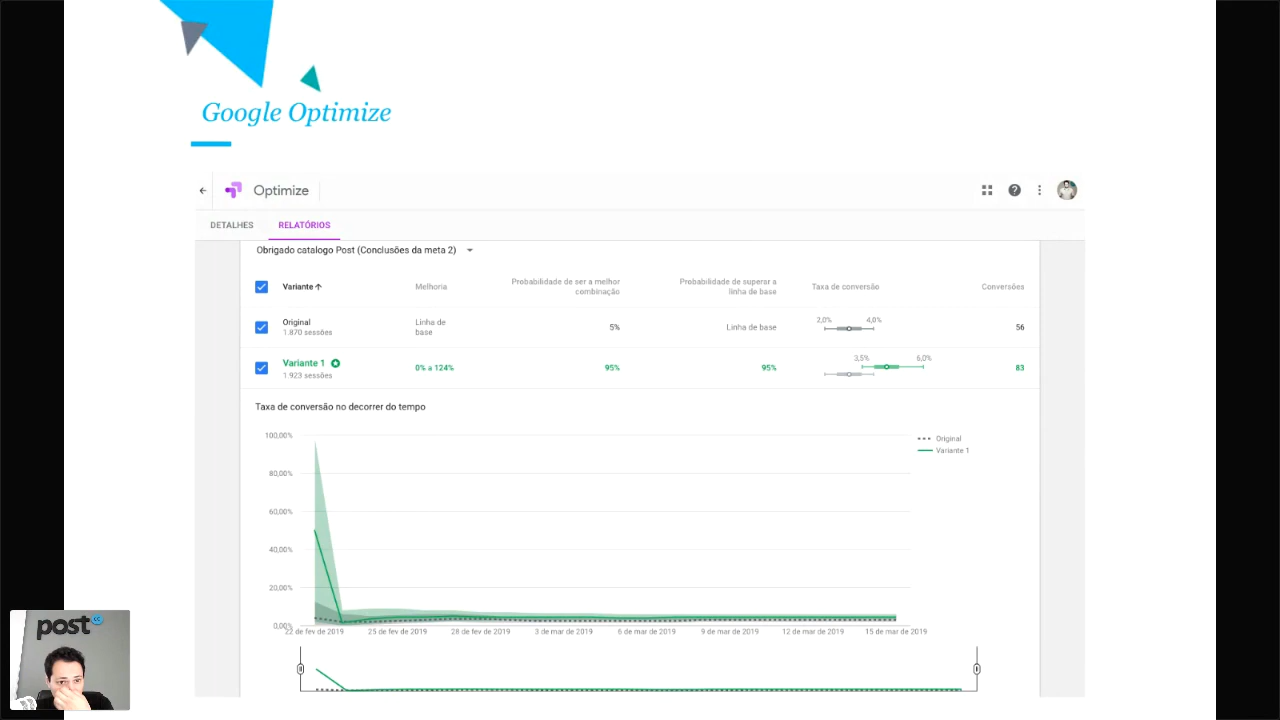 Google Optimize
Optimize
DETALHES RELATÓRIOS
Obrigado catalogo Post (Conclusões da meta 2)
Variante Melhoria Probabilidade de ser a melhor combinação Probabilidade de superar a linha de base Taxa de conversão Conversões
Original
1.870 sessões
Linha de base
5%
Linha de base
2,0% 4,0%
56
Variante 1
1.923 sessões
0% a 124%
95%
95%
3,5% 6,0%
83
Taxa de conversão no decorrer do tempo
100,00%
80,00%
60,00%
40,00%
20,00%
0,00%
Original
Variante 1
22 de fev de 2019 25 de fev de 2019 28 de fev de 2019 3 de mar de 2019 6 de mar de 2019 9 de mar de 2019 12 de mar de 2019 15 de mar de 2019
post cc